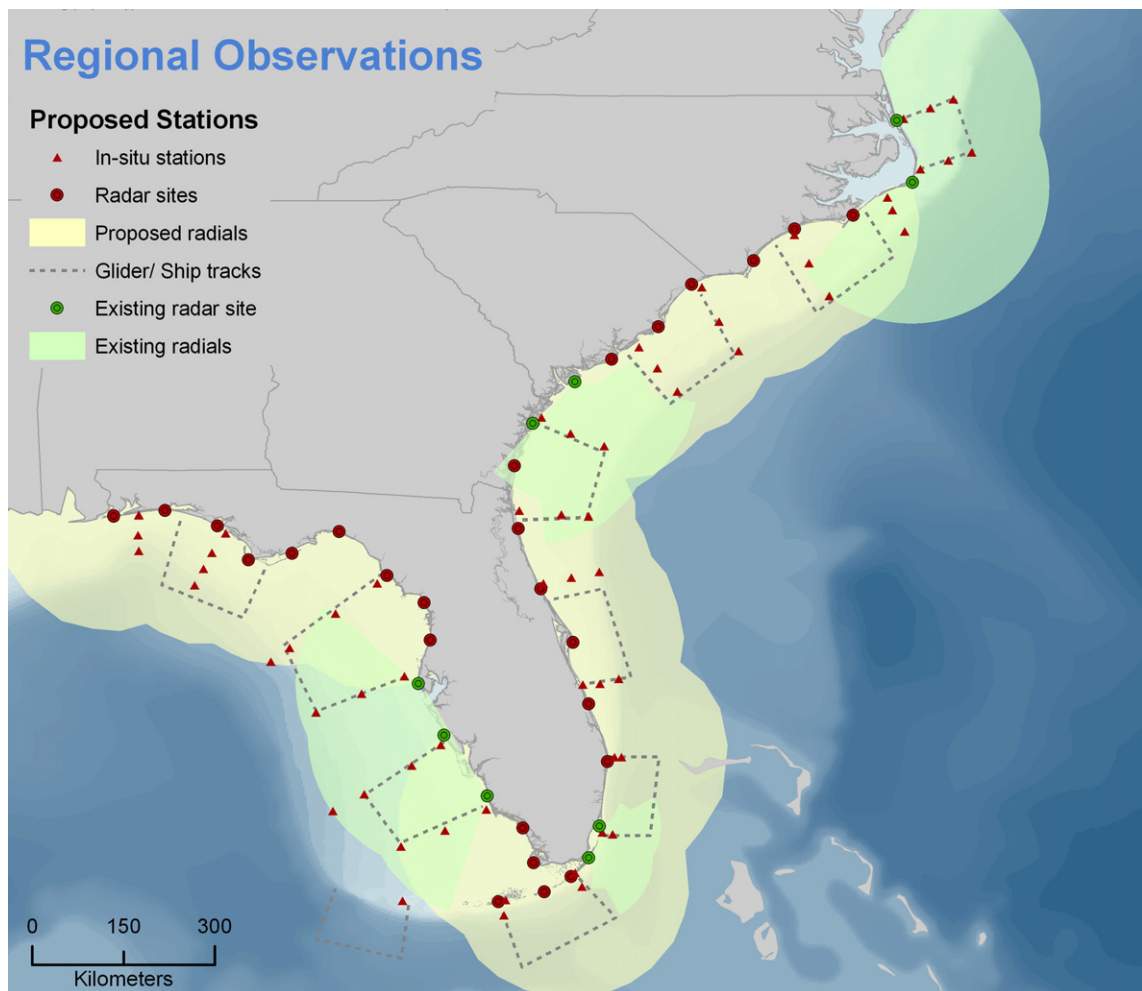 Regional Observations
Proposed Stations
In-situ stations
Radar sites
Proposed radials
Glider/ Ship tracks
Existing radar site
Existing radials
0 150 300
Kilometers